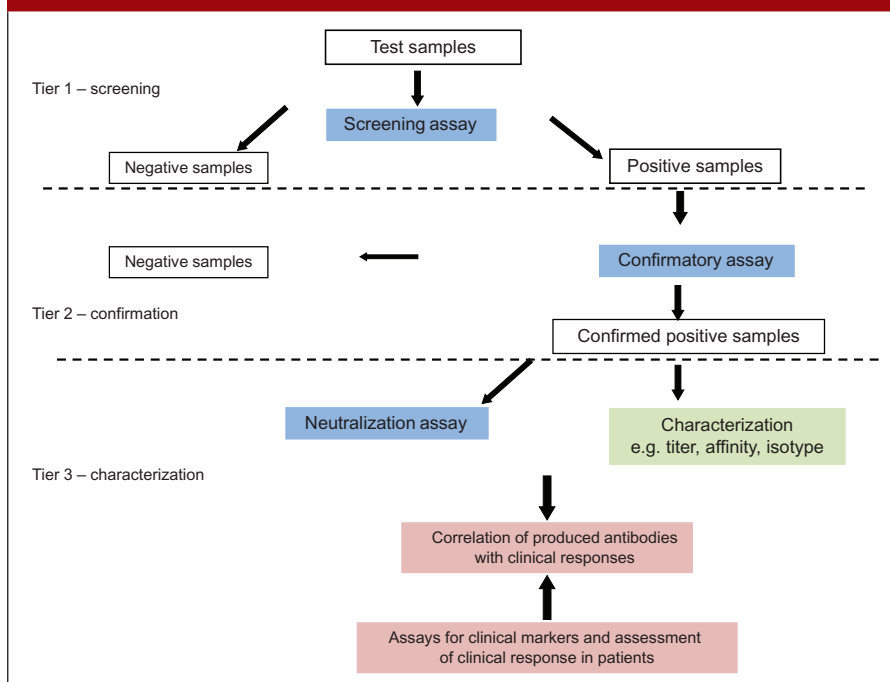 Test samples
Tier 1 – screening
Screening assay
Negative samples
Positive samples
Negative samples
Confirmatory assay
Tier 2 – confirmation
Confirmed positive samples
Neutralization assay
Characterization
e.g. titer, affinity, isotype
Tier 3 – characterization
Correlation of produced antibodies
with clinical responses
Assays for clinical markers and assessment
of clinical response in patients